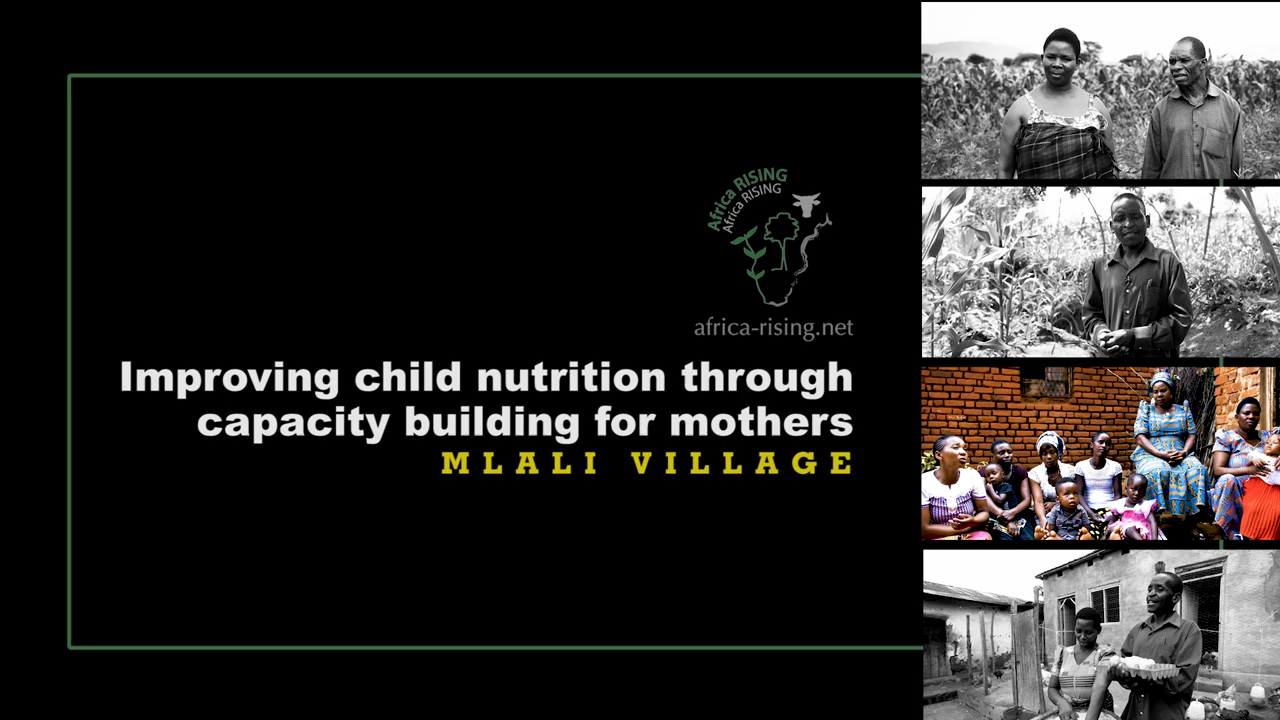 Africa RISING
Africa RISING
africa-rising.net
Improving child nutrition through
capacity building for mothers
MLALI VILLAGE